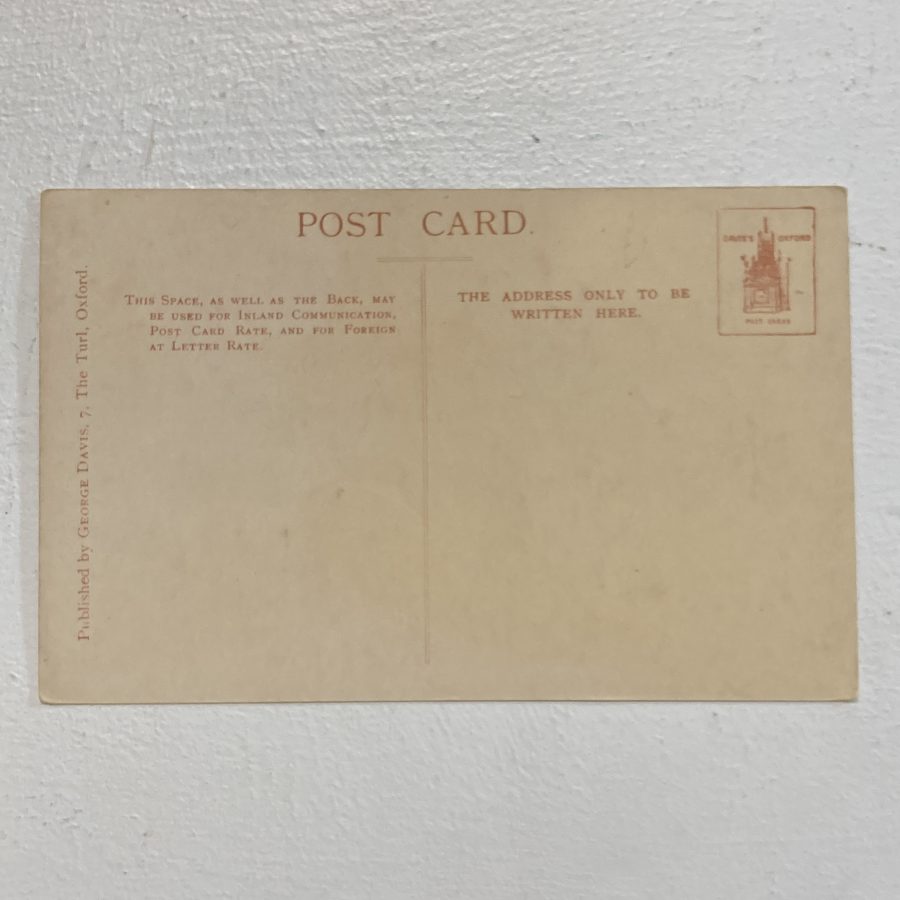 POST CARD.
THIS SPACE, AS WELL AS THE BACK, MAY
BE USED FOR INLAND COMMUNICATION,
POST CARD RATE, AND FOR FOREIGN
AT LETTER RATE.
THE ADDRESS ONLY TO BE
WRITTEN HERE.
DAVIS'S OXFORD
POST CARDS
Published by GEORGE DAVIS, 7, The Turl, Oxford.